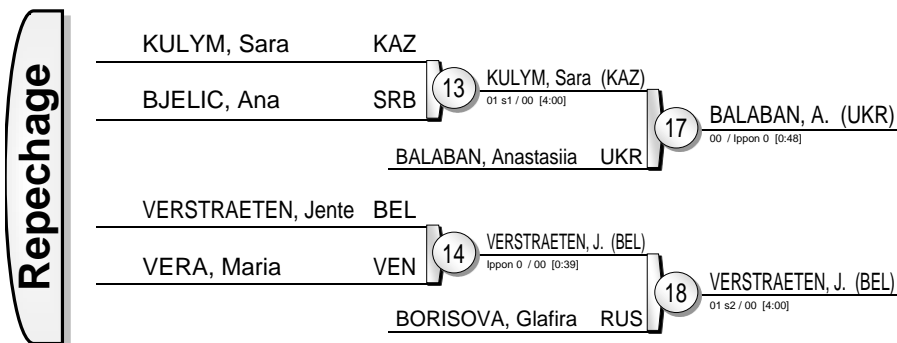 Repechage
KULYM, Sara KAZ
BJELIC, Ana SRB
13
KULYM, Sara (KAZ)
01 s1 / 00 [4:00]
BALABAN, Anastasiia UKR
17
BALABAN, A. (UKR)
00 / Ippon 0 [0:48]
VERSTRAETEN, Jente BEL
VERA, Maria VEN
14
VERSTRAETEN, J. (BEL)
Ippon 0 / 00 [0:39]
BORISOVA, Glafira RUS
18
VERSTRAETEN, J. (BEL)
01 s2 / 00 [4:00]